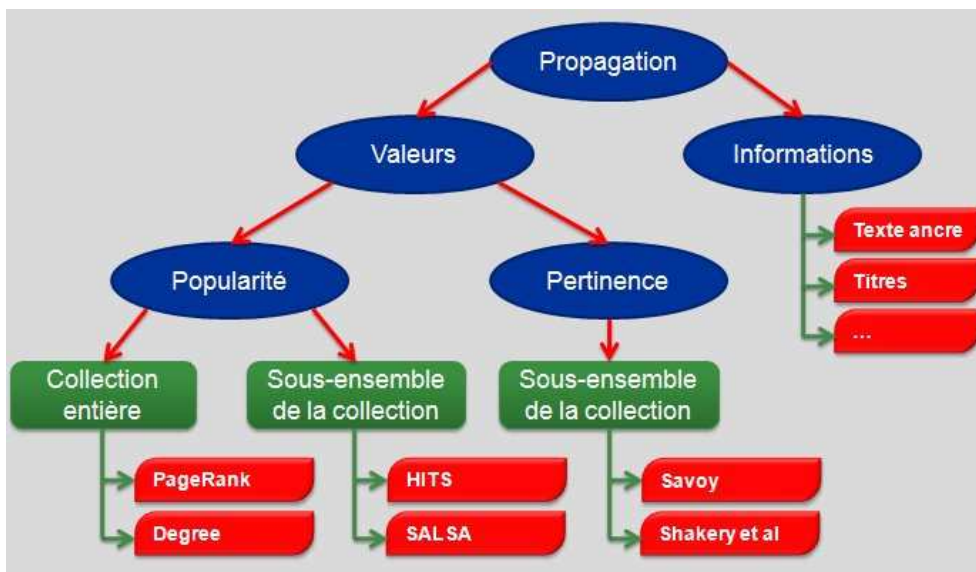 Propagation
Valeurs
Informations
Texte ancre
Titres
...
Popularité
Pertinence
Collection
entière
Sous-ensemble
de la collection
Sous-ensemble
de la collection
PageRank
Degree
HITS
SALSA
Savoy
Shakery et al